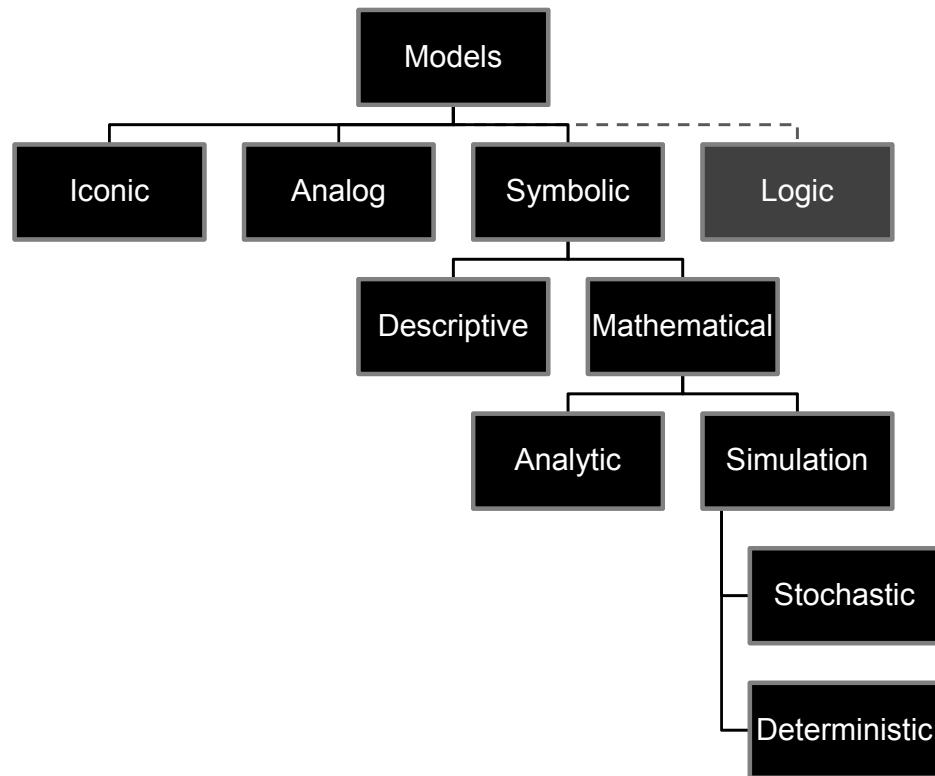 Models
Iconic
Analog
Symbolic
Logic
Descriptive
Mathematical
Analytic
Simulation
Stochastic
Deterministic